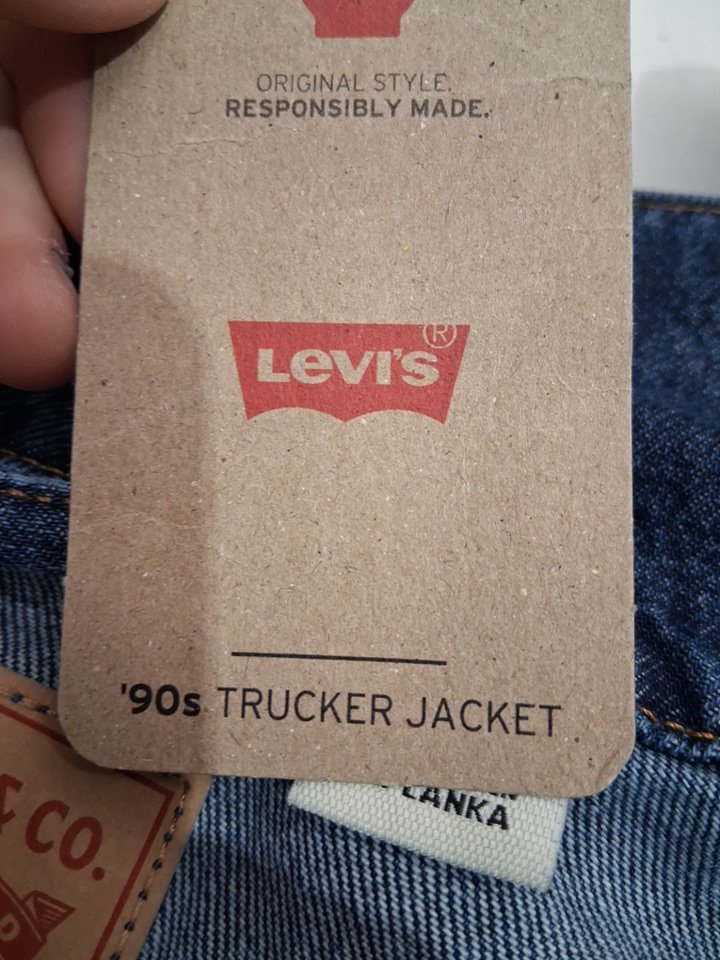 ORIGINAL STYLE.
RESPONSIBLY MADE.
LEVI'S®
'90s TRUCKER JACKET
LANKA
CO.